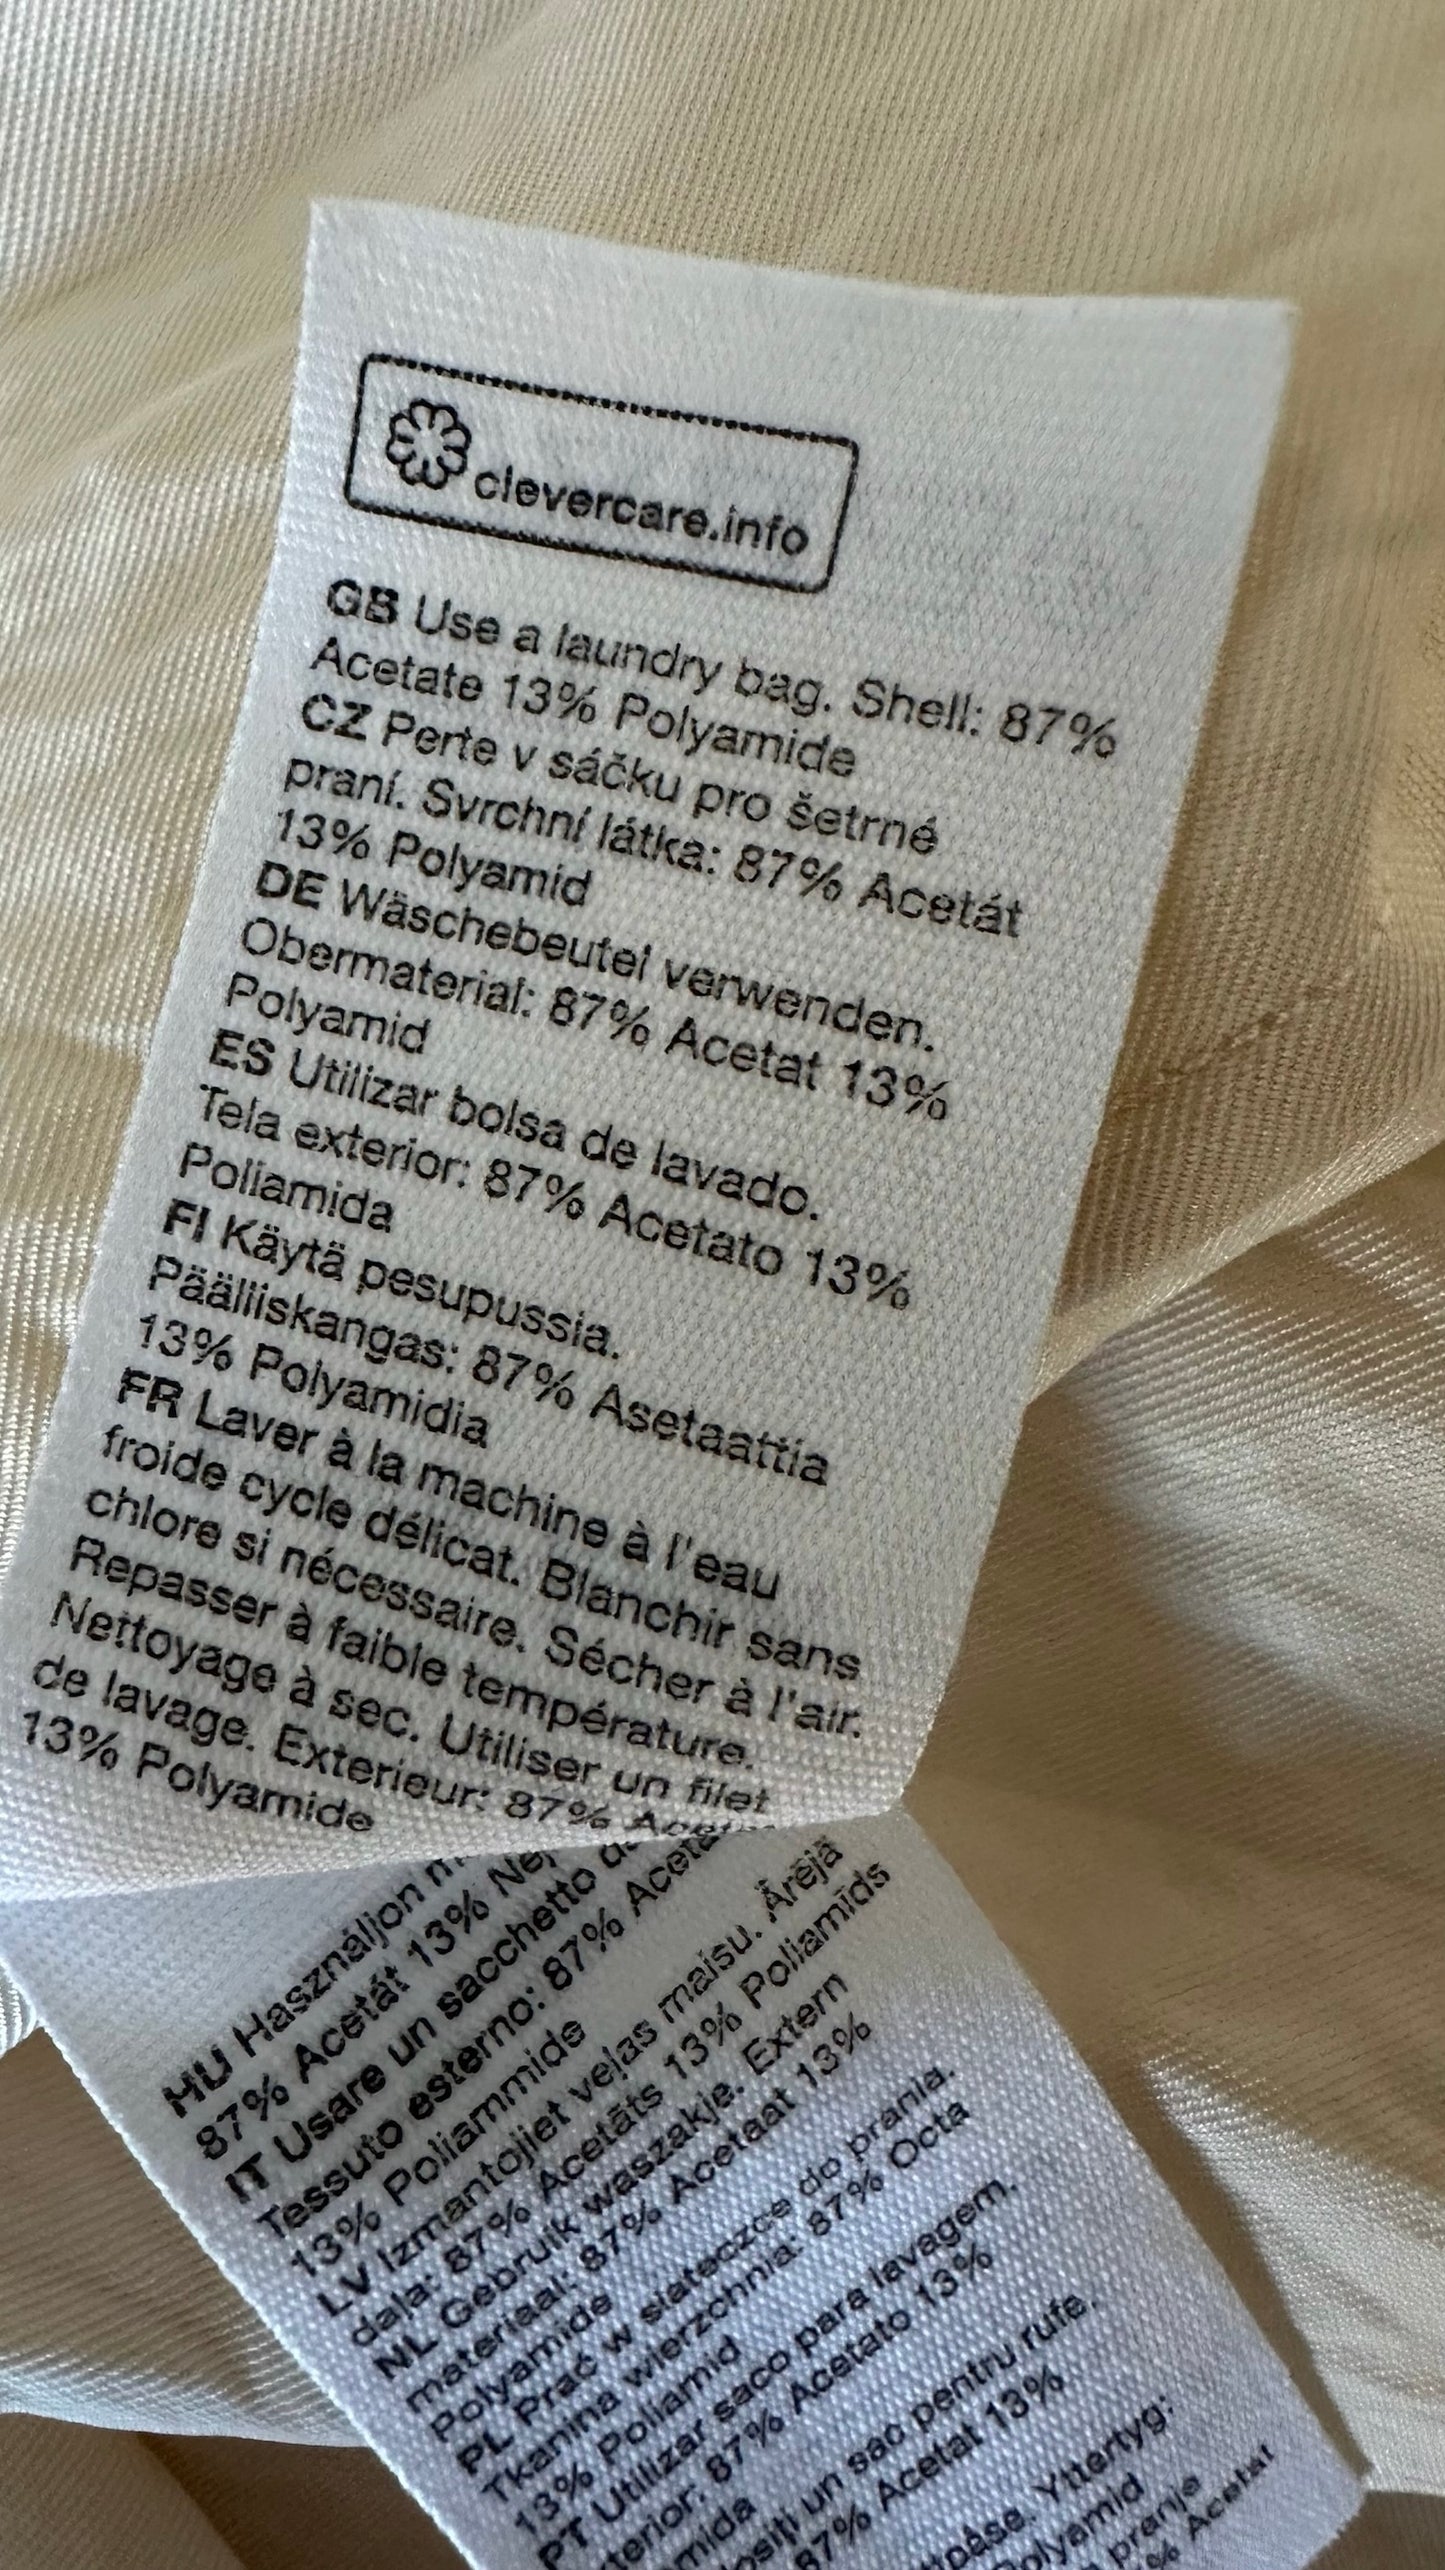 clevercare.info
GB Use a laundry bag. Shell: 87%
Acetate 13% Polyamide
CZ Perte v sáčku pro šetrné
praní. Svrchní látka: 87% Acetát
13% Polyamid
DE Wäschebeutel verwenden.
Obermaterial: 87% Acetat 13%
Polyamid
ES Utilizar bolsa de lavado.
Tela exterior: 87% Acetato 13%
Poliamida
FI Käytä pesupussia.
Päälliskangas: 87% Asetaattia
13% Polyamidia
FR Laver à la machine à l'eau
froide cycle délicat. Blanchir sans
chlore si nécessaire. Sécher à l'air.
Repasser à faible température.
Nettoyage à sec. Utiliser un filet
de lavage. Exterieur: 87%
13% Polyamide
HU Használjon
87% Acetát 13%
IT Usare un sacchetto
Tessuto esterno: 87%
13% Poliammide
LV Izmantojiet veļas maisu. Ārējā
daļa: 87% Acetāts 13% Poliamīds
NL Gebruik waszakje. Extern
materiaal: 87% Acetaat 13%
Polyamide
PL Prać w siateczce do prania.
Tkanina wierzchnia: 87% Octa
13% Poliamid
PT Utilizar saco para lavagem.
87% Acetato 13%
un sac pentru rufe.
87% Acetat 13%
Yttertyg:
pranje
% Acetat